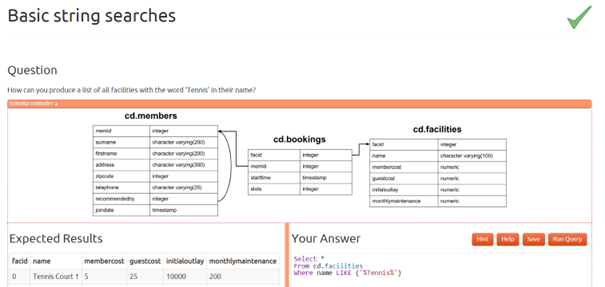 Basic string searches
Question
How can you produce a list of all facilities with the word 'Tennis' in their name?
Schema reminder
cd.members
memid integer
surname character varying(200)
firstname character varying(200)
address character varying(300)
zipcode integer
telephone character varying(20)
recommendedby integer
joindate timestamp
cd.bookings
facid integer
memid integer
starttime timestamp
slots integer
cd.facilities
facid integer
name character varying(100)
membercost numeric
guestcost numeric
initialoutlay numeric
monthlymaintenance numeric
Expected Results
facid name membercost guestcost initialoutlay monthlymaintenance
0 Tennis Court 1 5 25 10000 200
Your Answer
Hint Help Save Run Query
Select *
From cd.facilities
Where name LIKE ('%Tennis%')